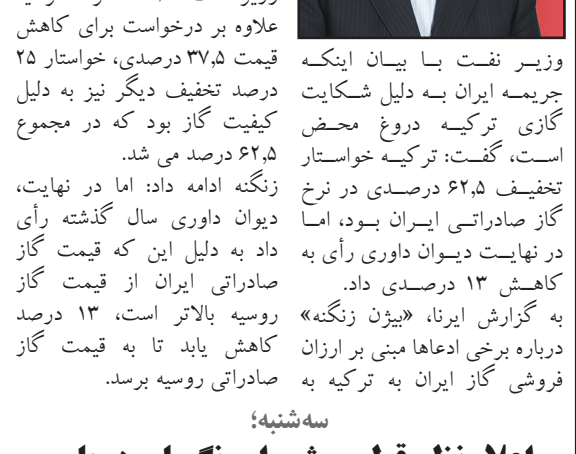 وزیر نفت با بیان اینکه
جریمه ایران به دلیل شکایت
گازی ترکیه دروغ محض
است، گفت: ترکیه خواستار
تخفیف ۶۲٫۵ درصدی در نرخ
گاز صادراتی ایران بود، اما
در نهایت دیوان داوری رأی به
کاهش ۱۳ درصدی داد.
به گزارش ایرنا، «بیژن زنگنه»
درباره برخی ادعاها مبنی بر ارزان
فروشی گاز ایران به ترکیه به
علاوه بر درخواست برای کاهش
قیمت ۳۷٫۵ درصدی، خواستار ۲۵
درصد تخفیف دیگر نیز به دلیل
کیفیت گاز بود که در مجموع
۶۲٫۵ درصد می شد.
زنگنه ادامه داد: اما در نهایت،
دیوان داوری سال گذشته رأی
داد به دلیل این که قیمت گاز
صادراتی ایران از قیمت گاز
روسیه بالاتر است، ۱۳ درصد
کاهش یابد تا به قیمت گاز
صادراتی روسیه برسد.
سه‌شنبه؛